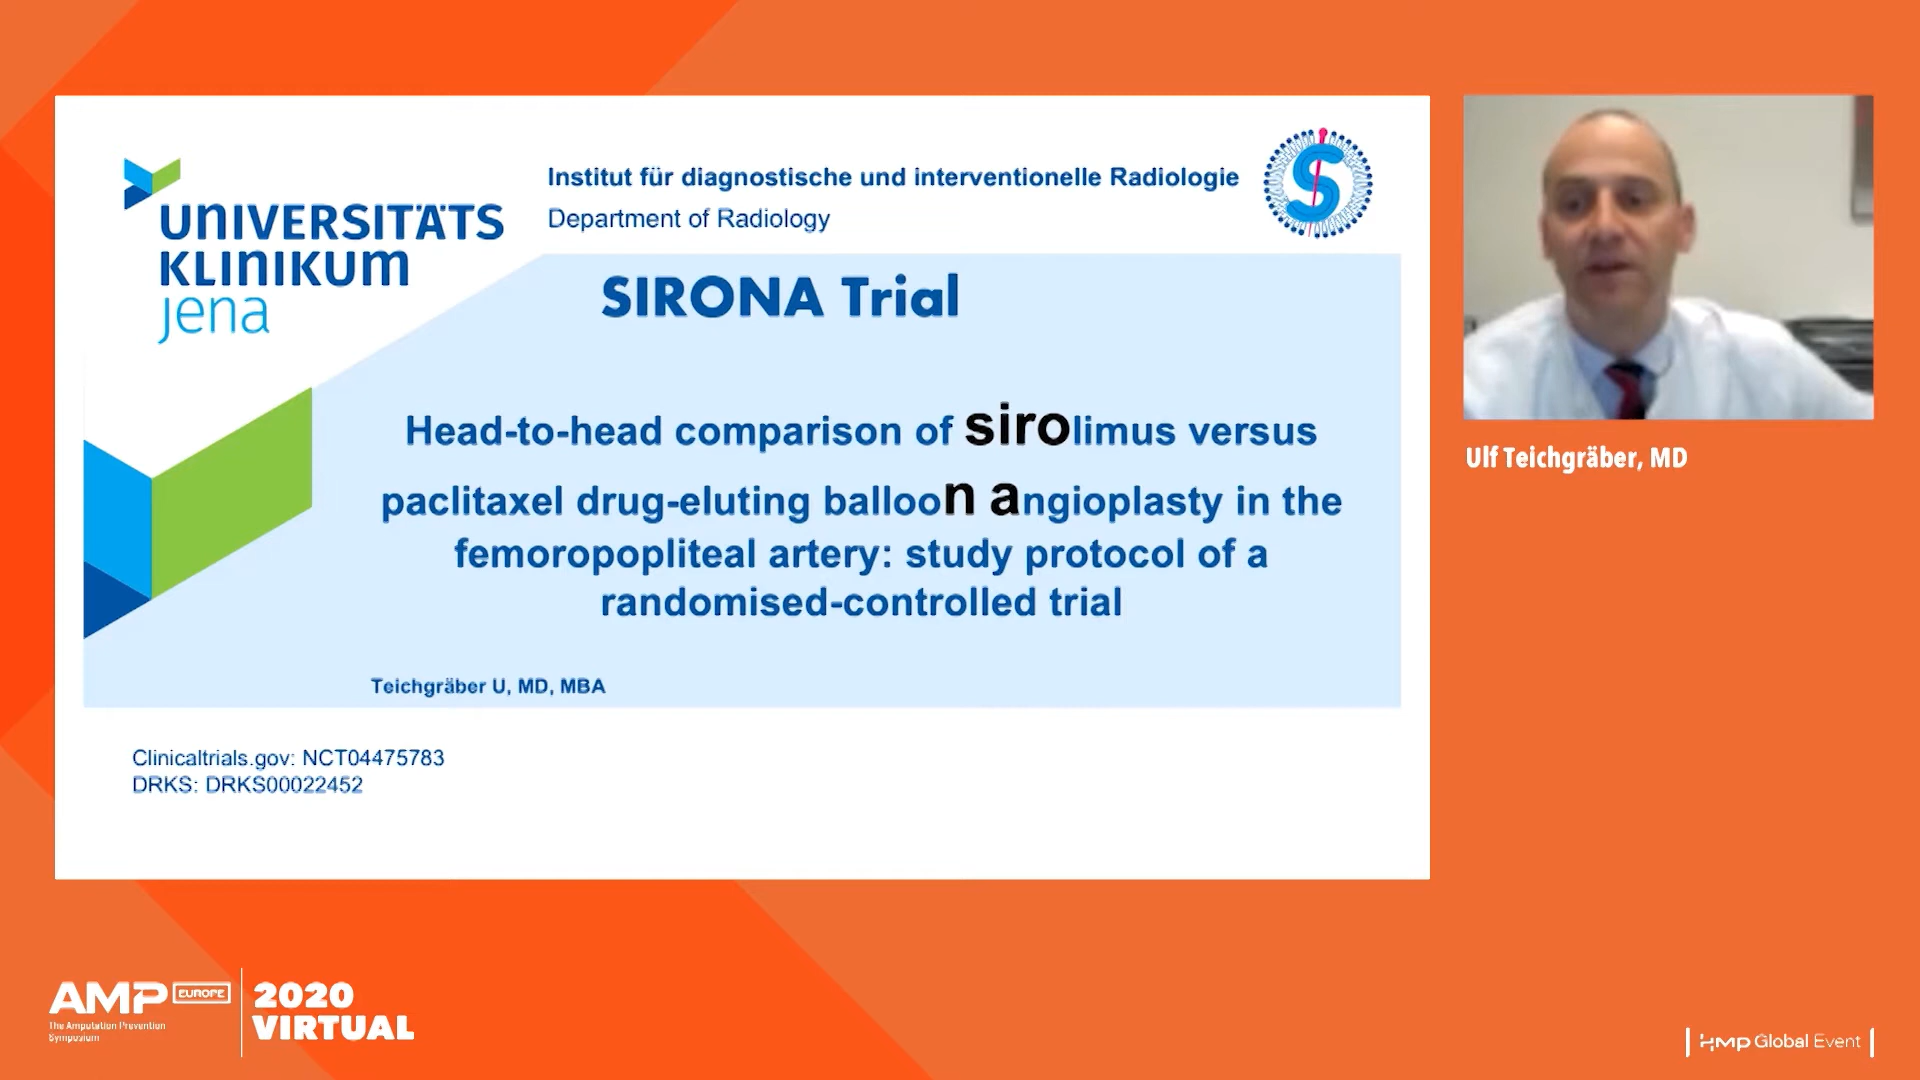 UNIVERSITÄTS
KLINIKUM
jena
Institut für diagnostische und interventionelle Radiologie
Department of Radiology
S
SIRONA Trial
Head-to-head comparison of sirolimus versus
paclitaxel drug-eluting balloon angioplasty in the
femoropopliteal artery: study protocol of a
randomised-controlled trial
Teichgräber U, MD, MBA
Clinicaltrials.gov: NCT04475783
DRKS: DRKS00022452
Ulf Teichgräber, MD
AMP EUROPE
The Amputation Prevention
Symposium
2020
VIRTUAL
HMP Global Event